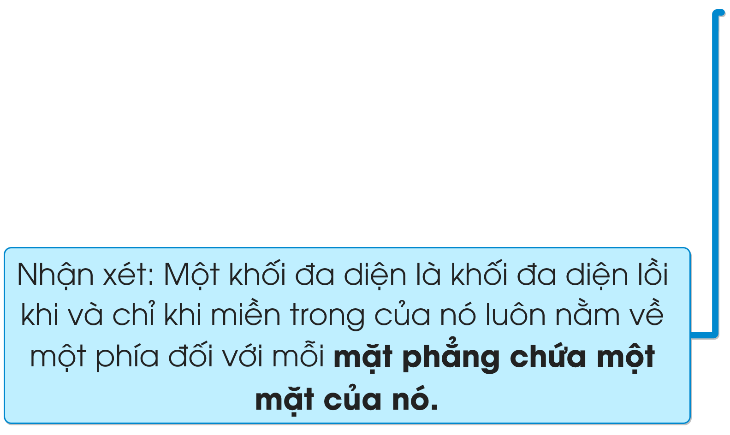 Nhận xét: Một khối đa diện là khối đa diện lồi
khi và chỉ khi miền trong của nó luôn nằm về
một phía đối với mỗi mặt phẳng chứa một
mặt của nó.